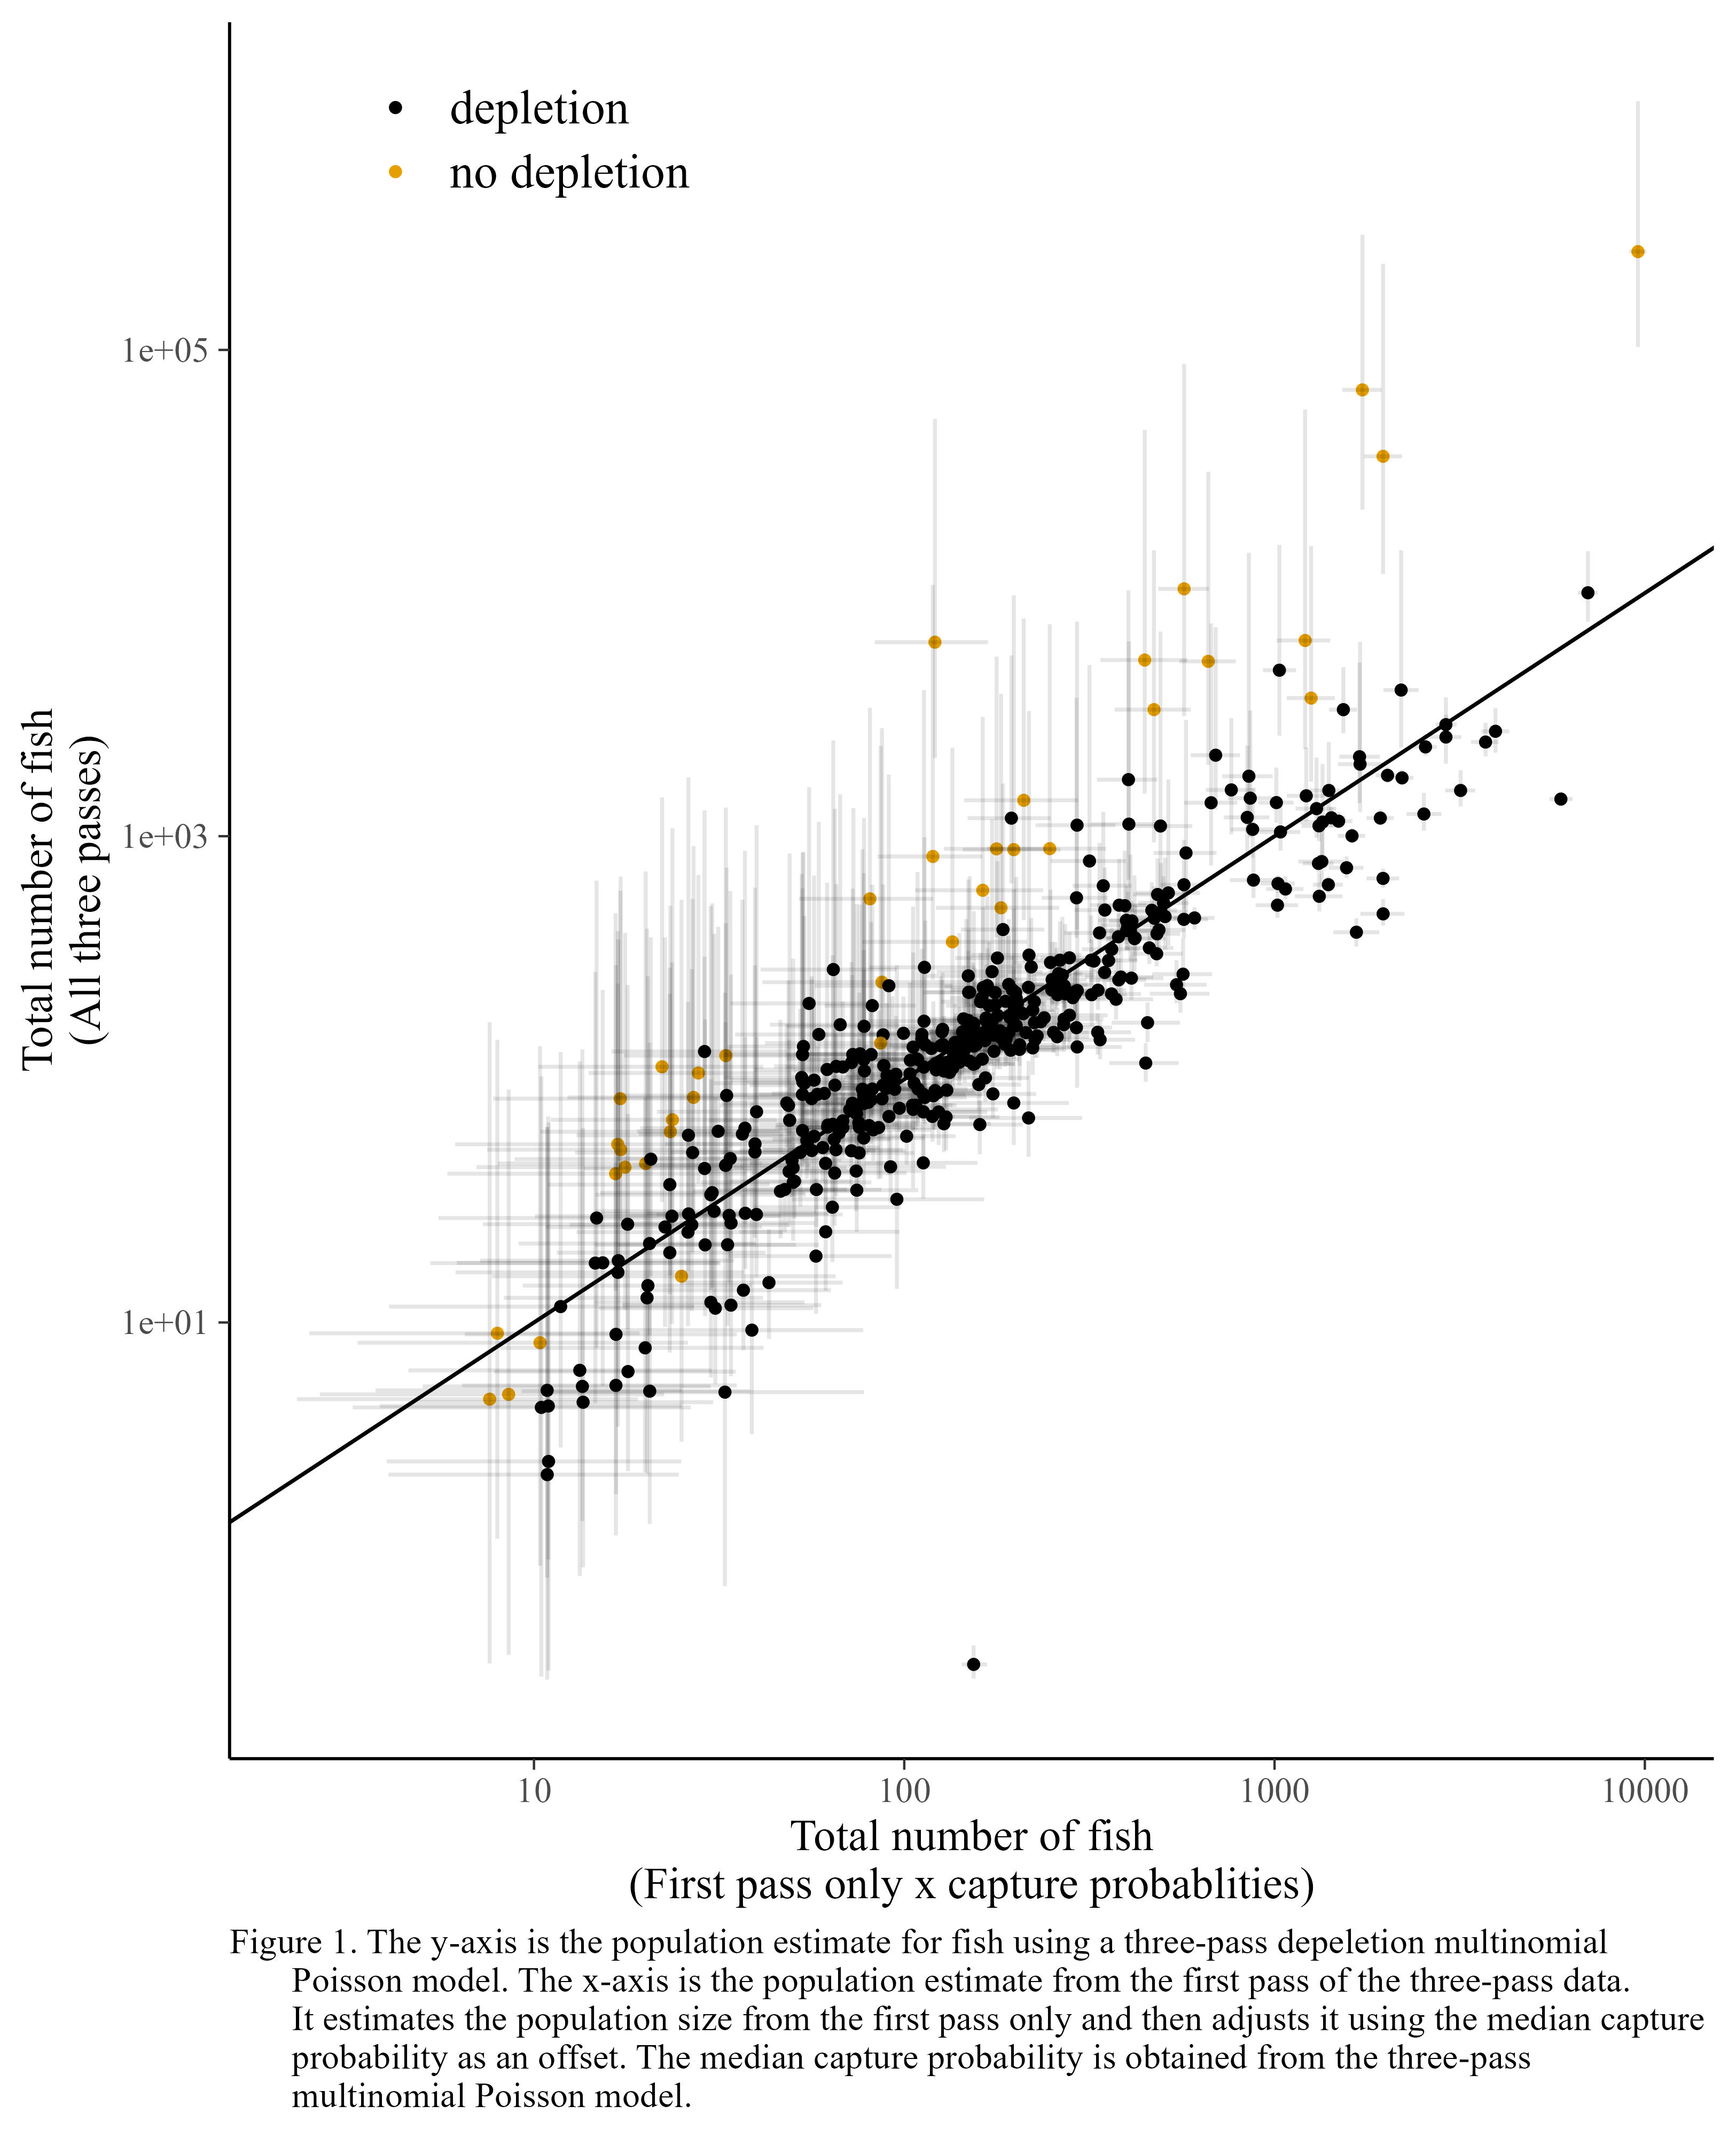 depletion
no depletion
1e+05
1e+03
1e+01
Total number of fish
(All three passes)
10
100
1000
10000
Total number of fish
(First pass only x capture probablities)
Figure 1. The y-axis is the population estimate for fish using a three-pass depeletion multinomial
Poisson model. The x-axis is the population estimate from the first pass of the three-pass data.
It estimates the population size from the first pass only and then adjusts it using the median capture
probability as an offset. The median capture probability is obtained from the three-pass
multinomial Poisson model.